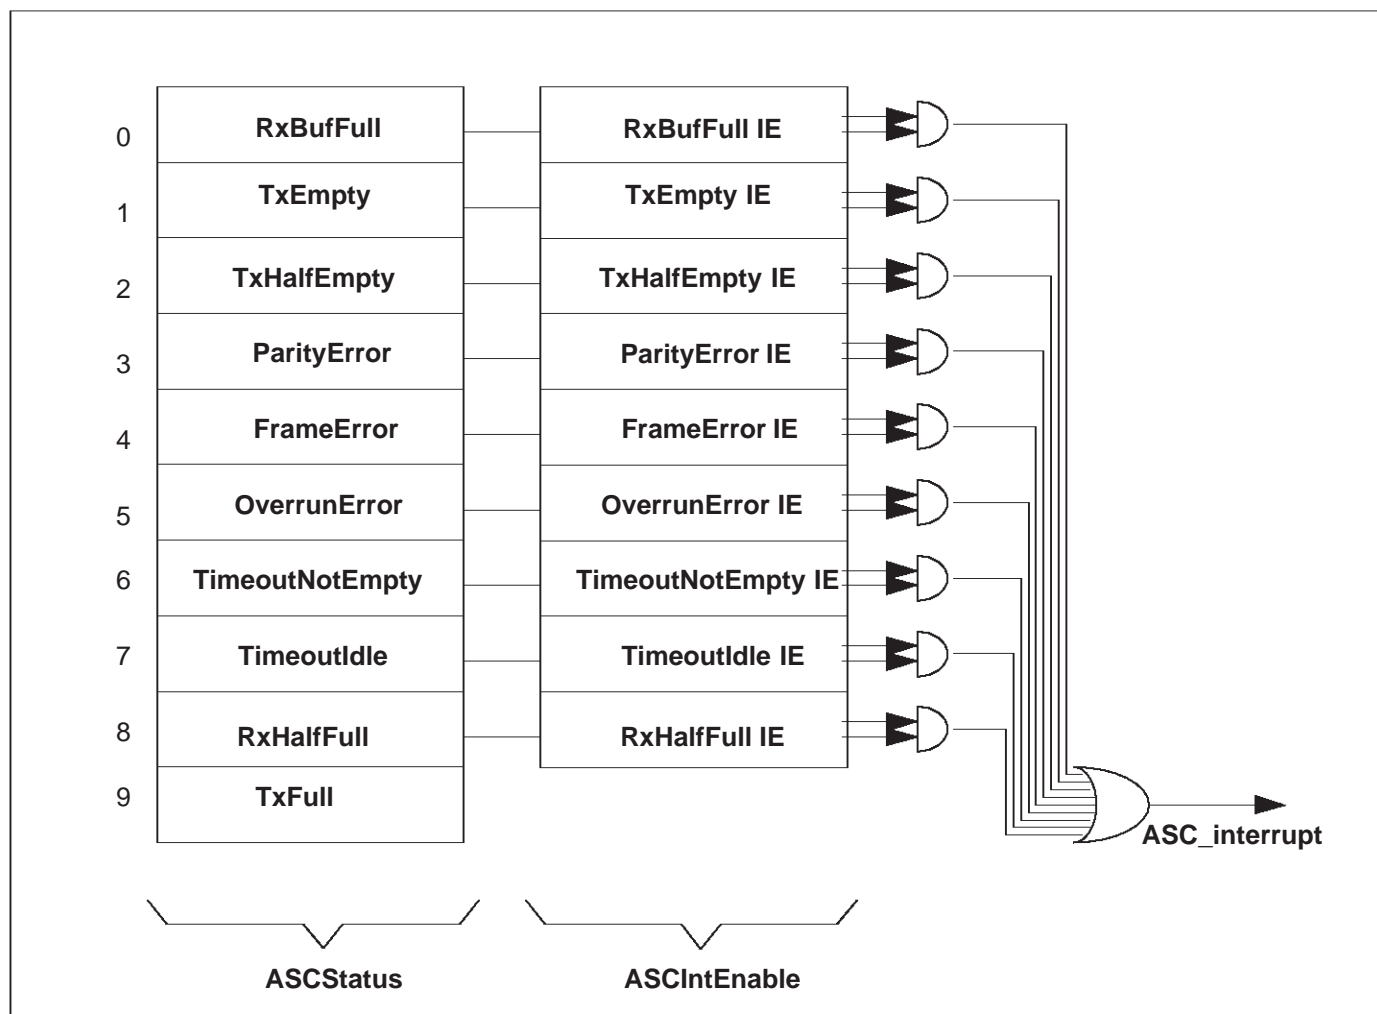 0 RxBufFull RxBufFull IE
1 TxEmpty TxEmpty IE
2 TxHalfEmpty TxHalfEmpty IE
3 ParityError ParityError IE
4 FrameError FrameError IE
5 OverrunError OverrunError IE
6 TimeoutNotEmpty TimeoutNotEmpty IE
7 TimeoutIdle TimeoutIdle IE
8 RxHalfFull RxHalfFull IE
9 TxFull
ASC_interrupt
ASCStatus ASCIntEnable